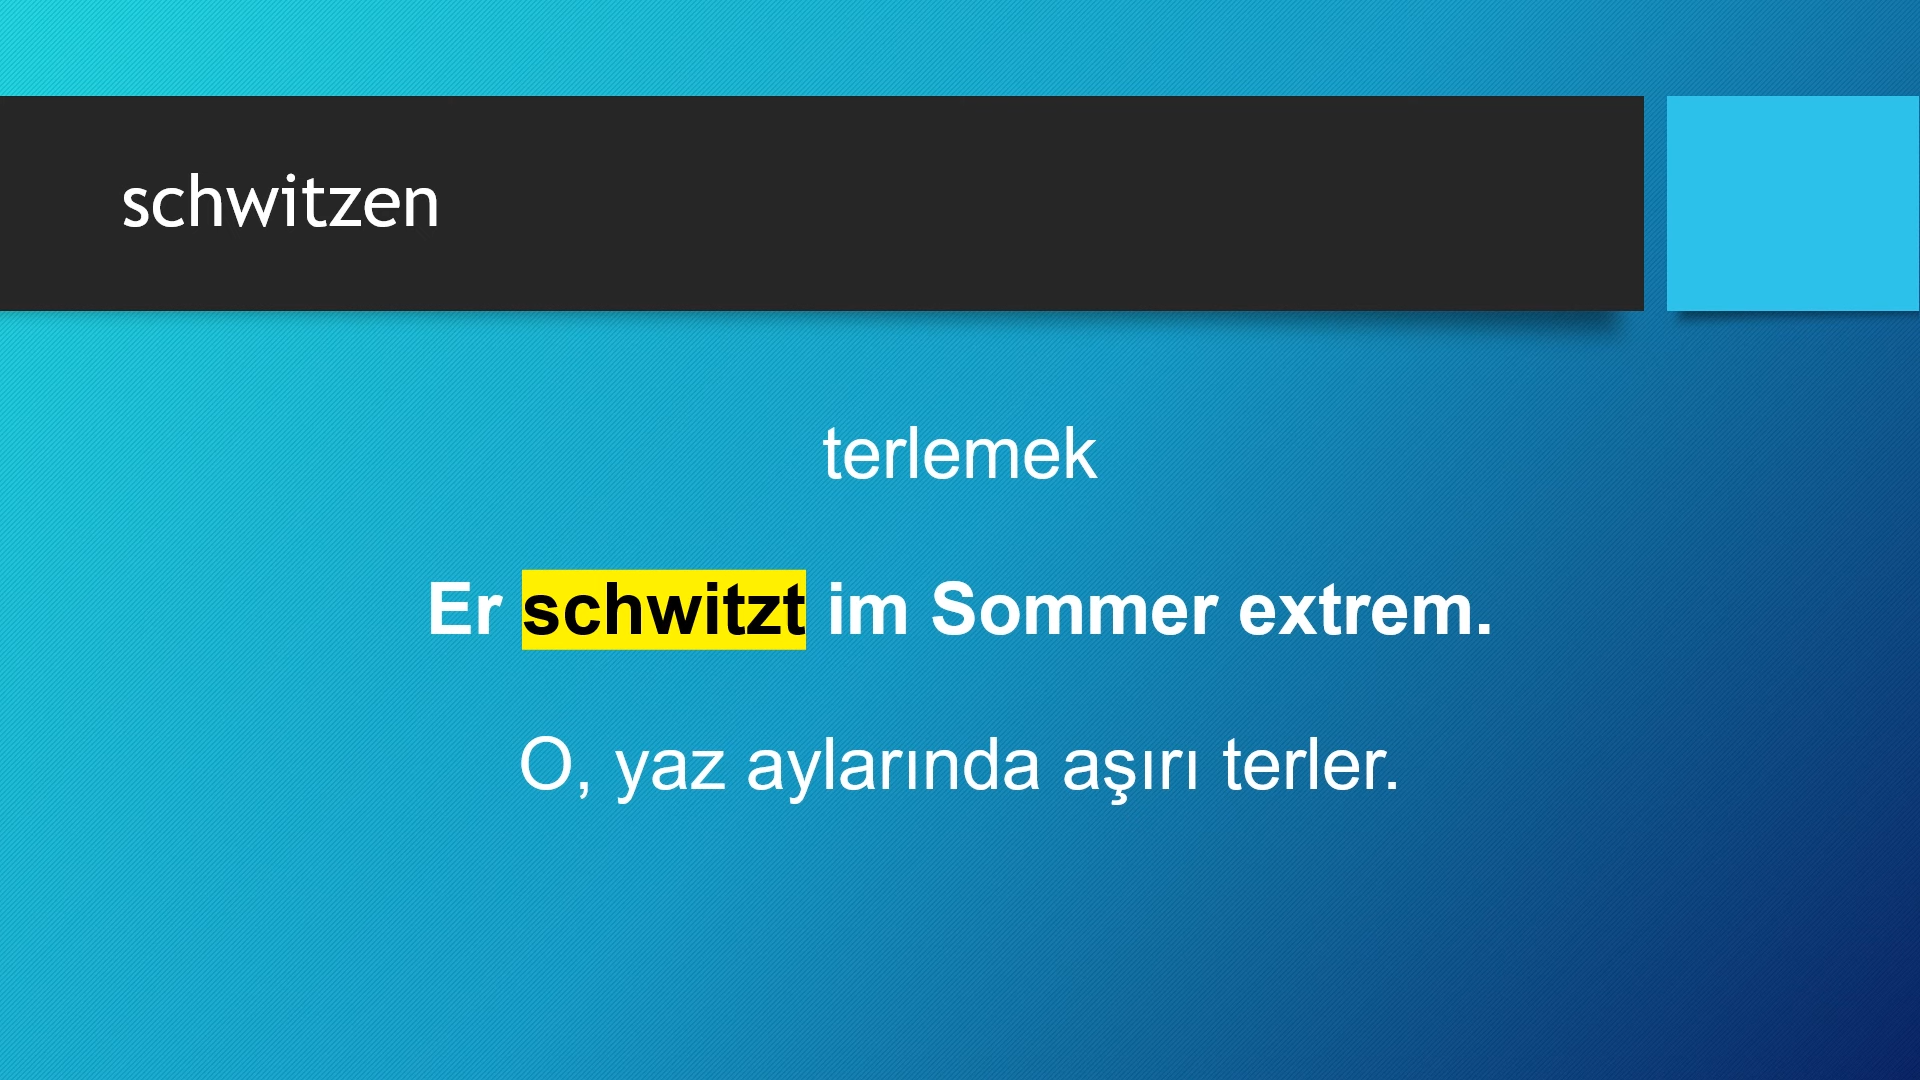 schwitzen
terlemek
Er schwitzt im Sommer extrem.
O, yaz aylarında aşırı terler.